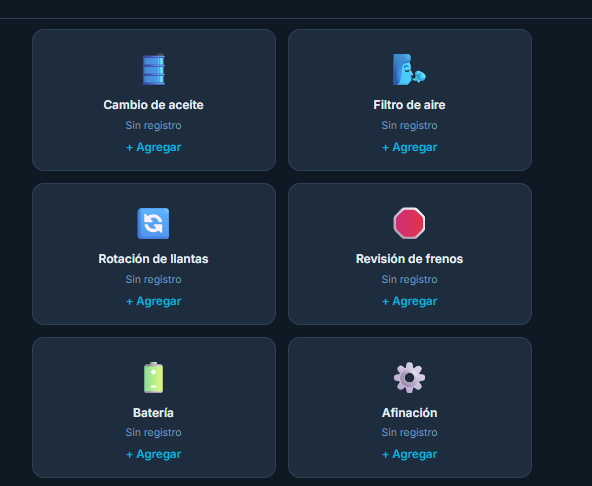 Cambio de aceite
Sin registro
+ Agregar
Filtro de aire
Sin registro
+ Agregar
Rotación de llantas
Sin registro
+ Agregar
Revisión de frenos
Sin registro
+ Agregar
Batería
Sin registro
+ Agregar
Afinación
Sin registro
+ Agregar